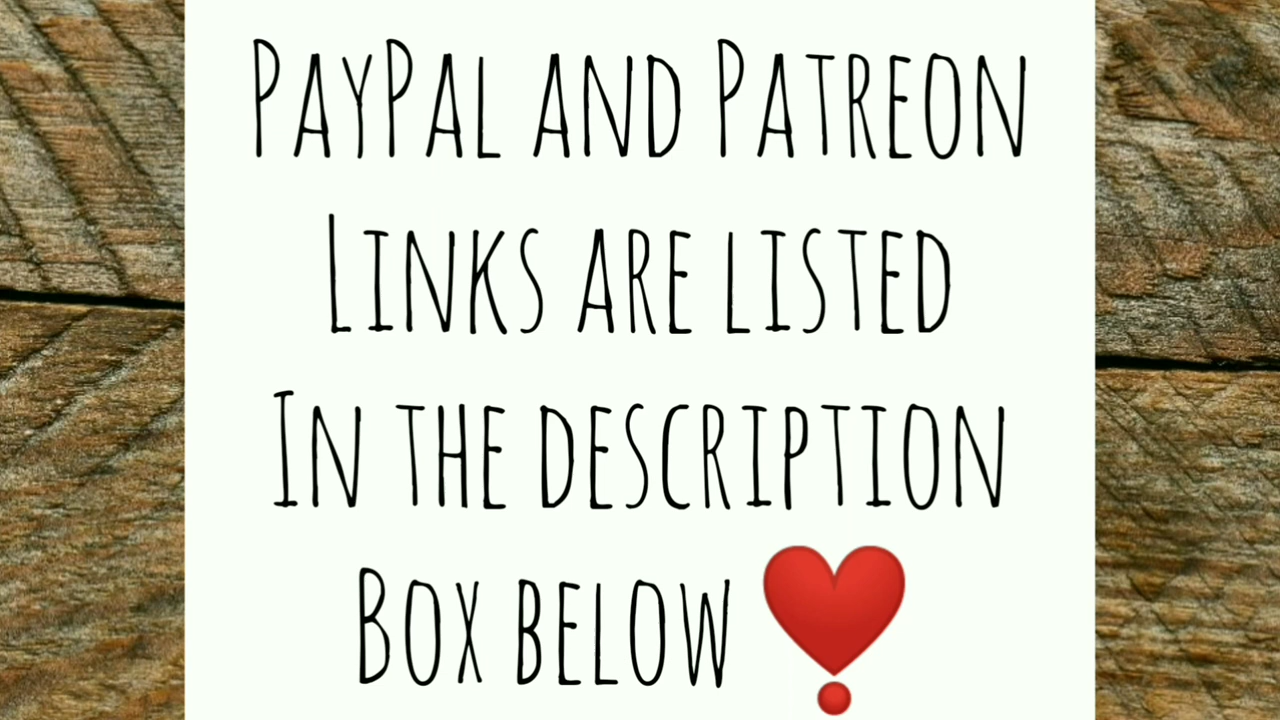 PayPal and Patreon
Links are listed
In the description
Box below ❣